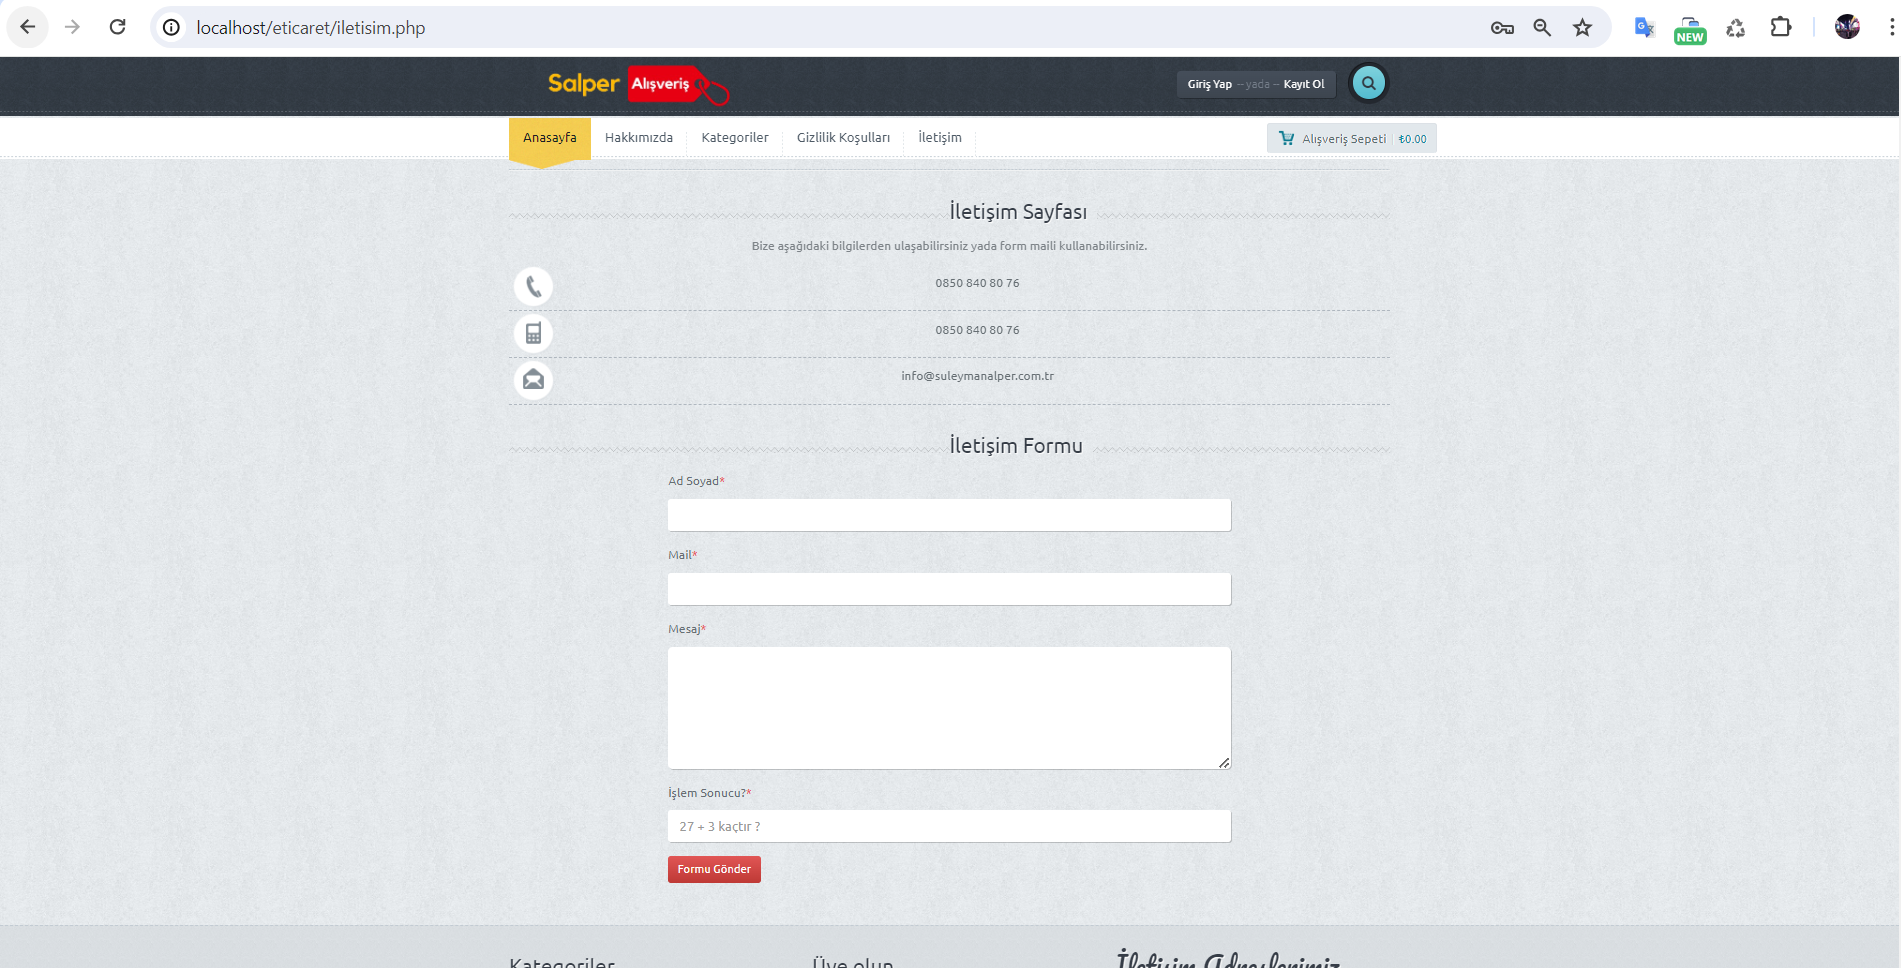 localhost/eticaret/iletisim.php
NEW
Salper Alışveriş
Giriş Yap -- yada -- Kayıt Ol
Anasayfa Hakkımızda Kategoriler Gizlilik Koşulları İletişim
Alışveriş Sepeti ₺0.00
İletişim Sayfası
Bize aşağıdaki bilgilerden ulaşabilirsiniz yada form maili kullanabilirsiniz.
0850 840 80 76
0850 840 80 76
info@suleymanalper.com.tr
İletişim Formu
Ad Soyad*
Mail*
Mesaj*
İşlem Sonucu?*
27 + 3 kaçtır ?
Formu Gönder
Kategoriler Üye olun İletişim Adreslerimiz